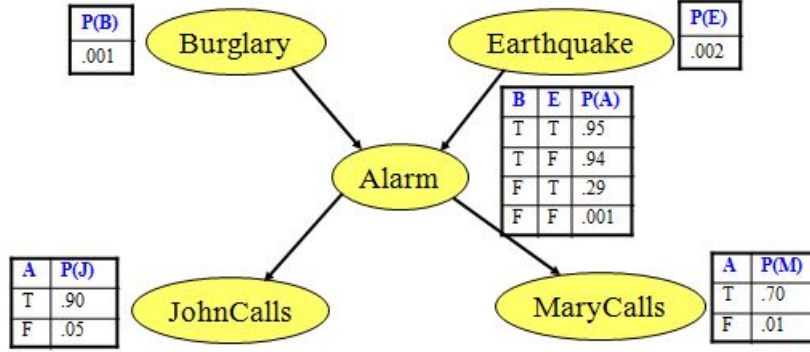 P(B)
.001
Burglary
Earthquake
P(E)
.002
B E P(A)
T T .95
T F .94
F T .29
F F .001
Alarm
A P(J)
T .90
F .05
JohnCalls
MaryCalls
A P(M)
T .70
F .01